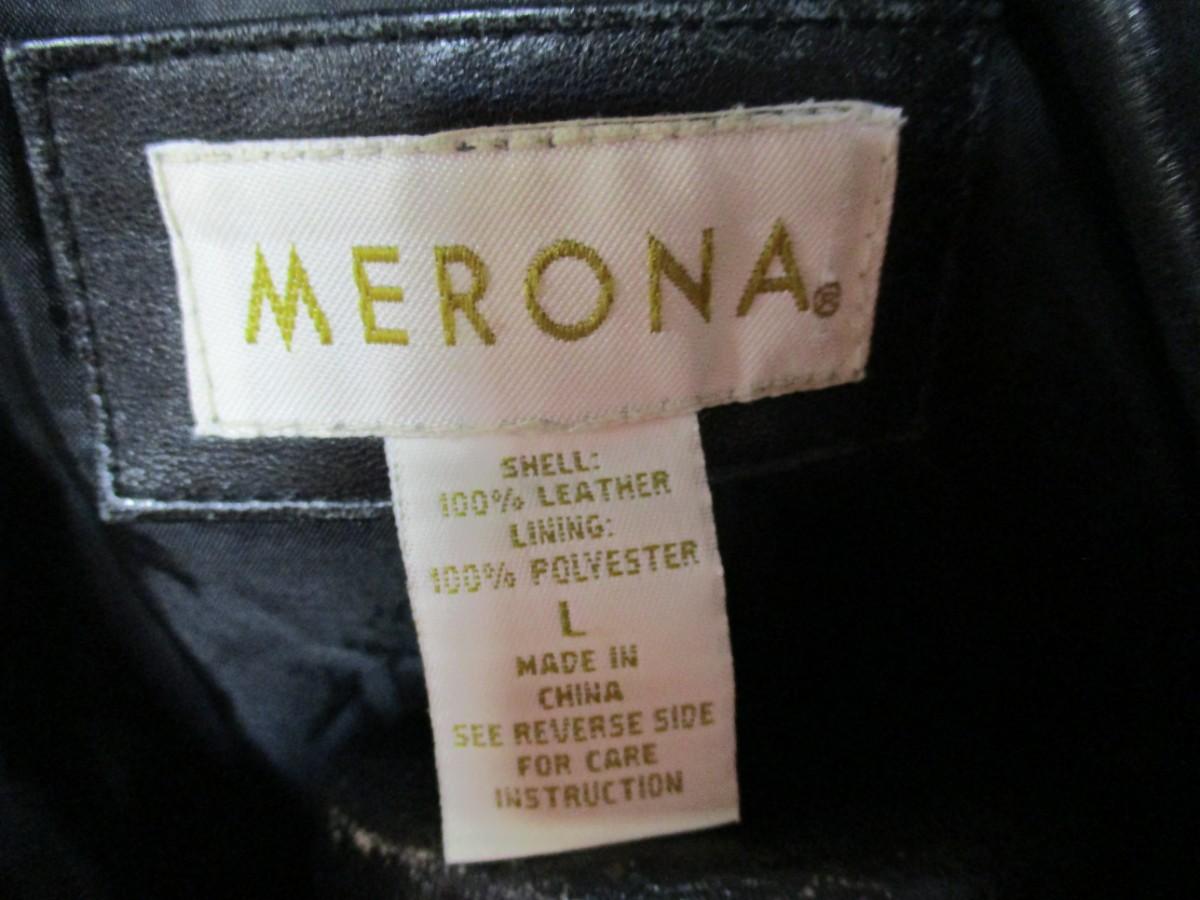 MERONA®
SHELL:
100% LEATHER
LINING:
100% POLYESTER
L
MADE IN
CHINA
SEE REVERSE SIDE
FOR CARE
INSTRUCTION